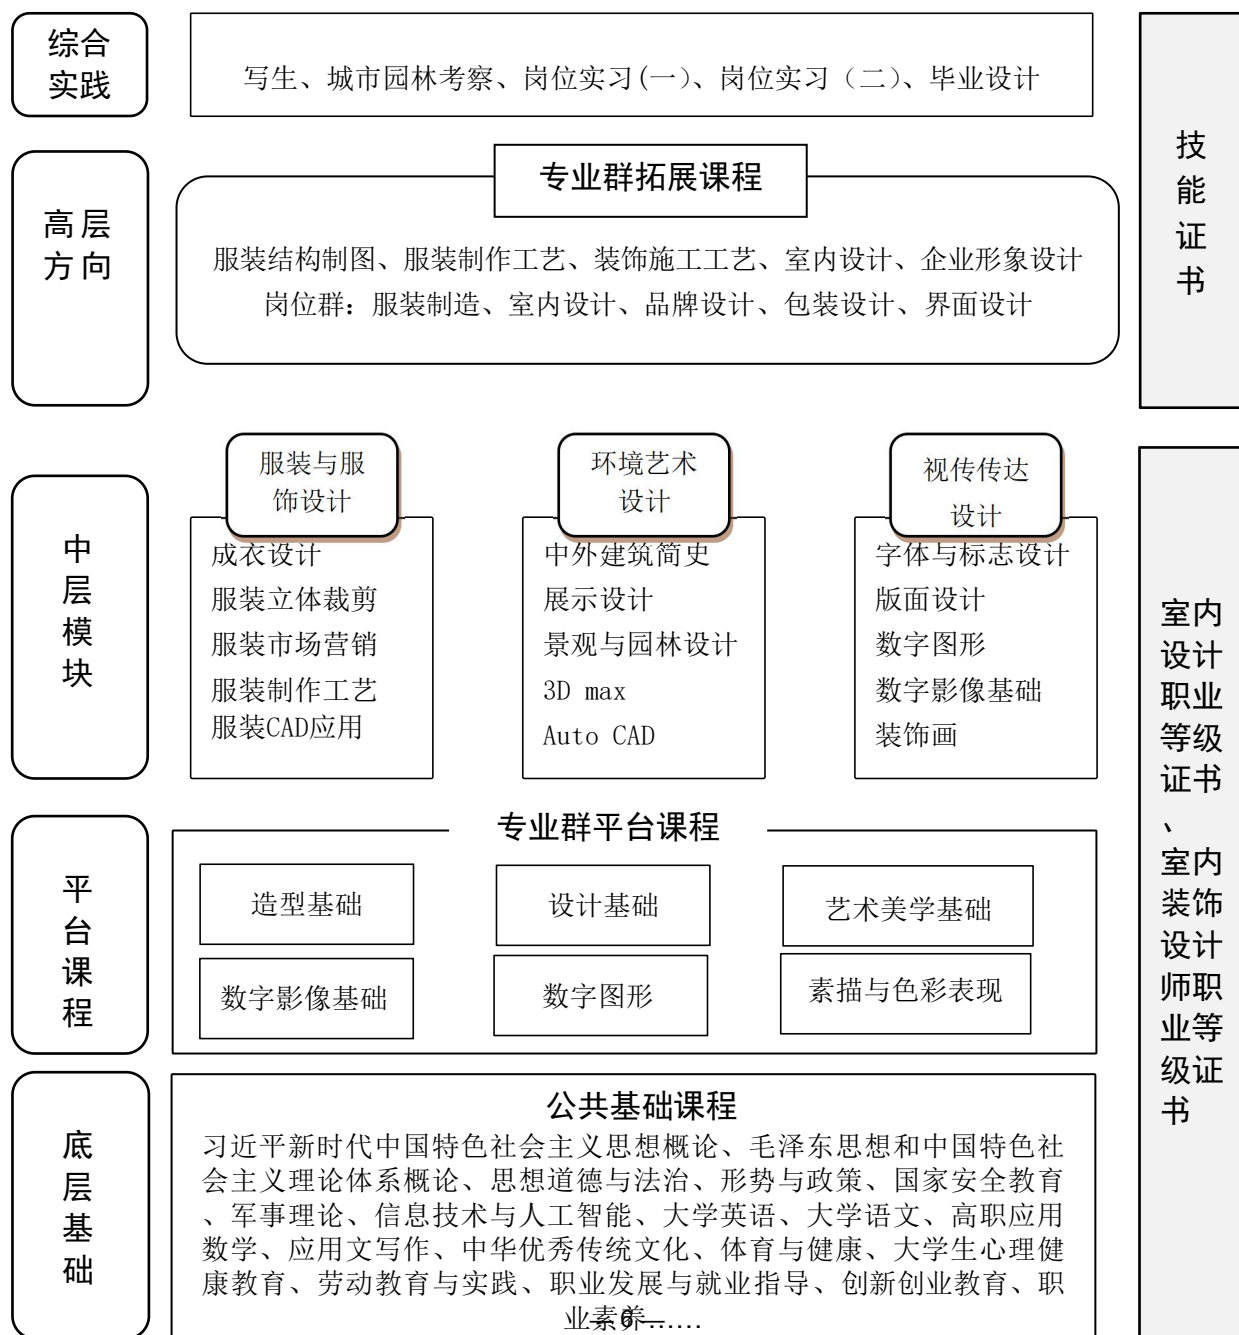 综合
实践
写生、城市园林考察、岗位实习(一)、岗位实习（二）、毕业设计
高层
方向
专业群拓展课程
服装结构制图、服装制作工艺、装饰施工工艺、室内设计、企业形象设计
岗位群：服装制造、室内设计、品牌设计、包装设计、界面设计
技
能
证
书
中
层
模
块
服装与服
饰设计
成衣设计
服装立体裁剪
服装市场营销
服装制作工艺
服装CAD应用
环境艺术
设计
中外建筑简史
展示设计
景观与园林设计
3D max
Auto CAD
视传传达
设计
字体与标志设计
版面设计
数字图形
数字影像基础
装饰画
平
台
课
程
专业群平台课程
造型基础
设计基础
艺术美学基础
数字影像基础
数字图形
素描与色彩表现
底
层
基
础
公共基础课程
习近平新时代中国特色社会主义思想概论、毛泽东思想和中国特色社
会主义理论体系概论、思想道德与法治、形势与政策、国家安全教育
、军事理论、信息技术与人工智能、大学英语、大学语文、高职应用
数学、应用文写作、中华优秀传统文化、体育与健康、大学生心理健
康教育、劳动教育与实践、职业发展与就业指导、创新创业教育、职
业素养......
— 6 —
室内
设计
职业
等级
证书
、
室内
装饰
设计
师职
业等
级证
书